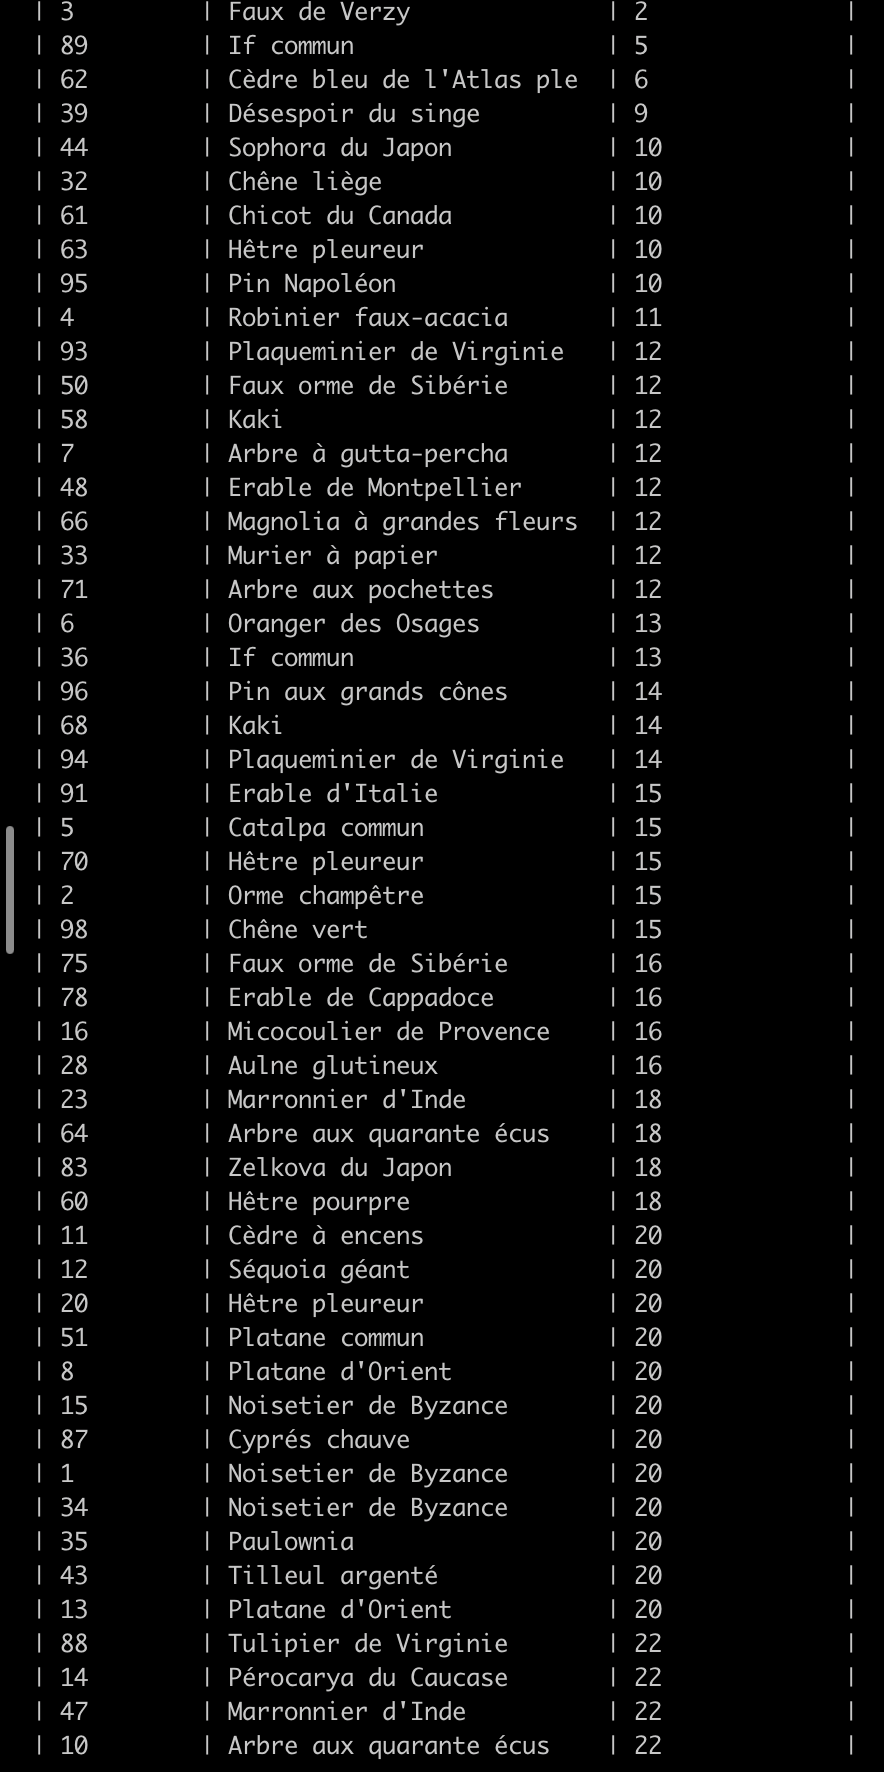 | 3 | Faux de Verzy | 2 |
| 89 | If commun | 5 |
| 62 | Cèdre bleu de l'Atlas ple | 6 |
| 39 | Désespoir du singe | 9 |
| 44 | Sophora du Japon | 10 |
| 32 | Chêne liège | 10 |
| 61 | Chicot du Canada | 10 |
| 63 | Hêtre pleureur | 10 |
| 95 | Pin Napoléon | 10 |
| 4 | Robinier faux-acacia | 11 |
| 93 | Plaqueminier de Virginie | 12 |
| 50 | Faux orme de Sibérie | 12 |
| 58 | Kaki | 12 |
| 7 | Arbre à gutta-percha | 12 |
| 48 | Erable de Montpellier | 12 |
| 66 | Magnolia à grandes fleurs | 12 |
| 33 | Murier à papier | 12 |
| 71 | Arbre aux pochettes | 12 |
| 6 | Oranger des Osages | 13 |
| 36 | If commun | 13 |
| 96 | Pin aux grands cônes | 14 |
| 68 | Kaki | 14 |
| 94 | Plaqueminier de Virginie | 14 |
| 91 | Erable d'Italie | 15 |
| 5 | Catalpa commun | 15 |
| 70 | Hêtre pleureur | 15 |
| 2 | Orme champêtre | 15 |
| 98 | Chêne vert | 15 |
| 75 | Faux orme de Sibérie | 16 |
| 78 | Erable de Cappadoce | 16 |
| 16 | Micocoulier de Provence | 16 |
| 28 | Aulne glutineux | 16 |
| 23 | Marronnier d'Inde | 18 |
| 64 | Arbre aux quarante écus | 18 |
| 83 | Zelkova du Japon | 18 |
| 60 | Hêtre pourpre | 18 |
| 11 | Cèdre à encens | 20 |
| 12 | Séquoia géant | 20 |
| 20 | Hêtre pleureur | 20 |
| 51 | Platane commun | 20 |
| 8 | Platane d'Orient | 20 |
| 15 | Noisetier de Byzance | 20 |
| 87 | Cyprés chauve | 20 |
| 1 | Noisetier de Byzance | 20 |
| 34 | Noisetier de Byzance | 20 |
| 35 | Paulownia | 20 |
| 43 | Tilleul argenté | 20 |
| 13 | Platane d'Orient | 20 |
| 88 | Tulipier de Virginie | 22 |
| 14 | Pérocarya du Caucase | 22 |
| 47 | Marronnier d'Inde | 22 |
| 10 | Arbre aux quarante écus | 22 |